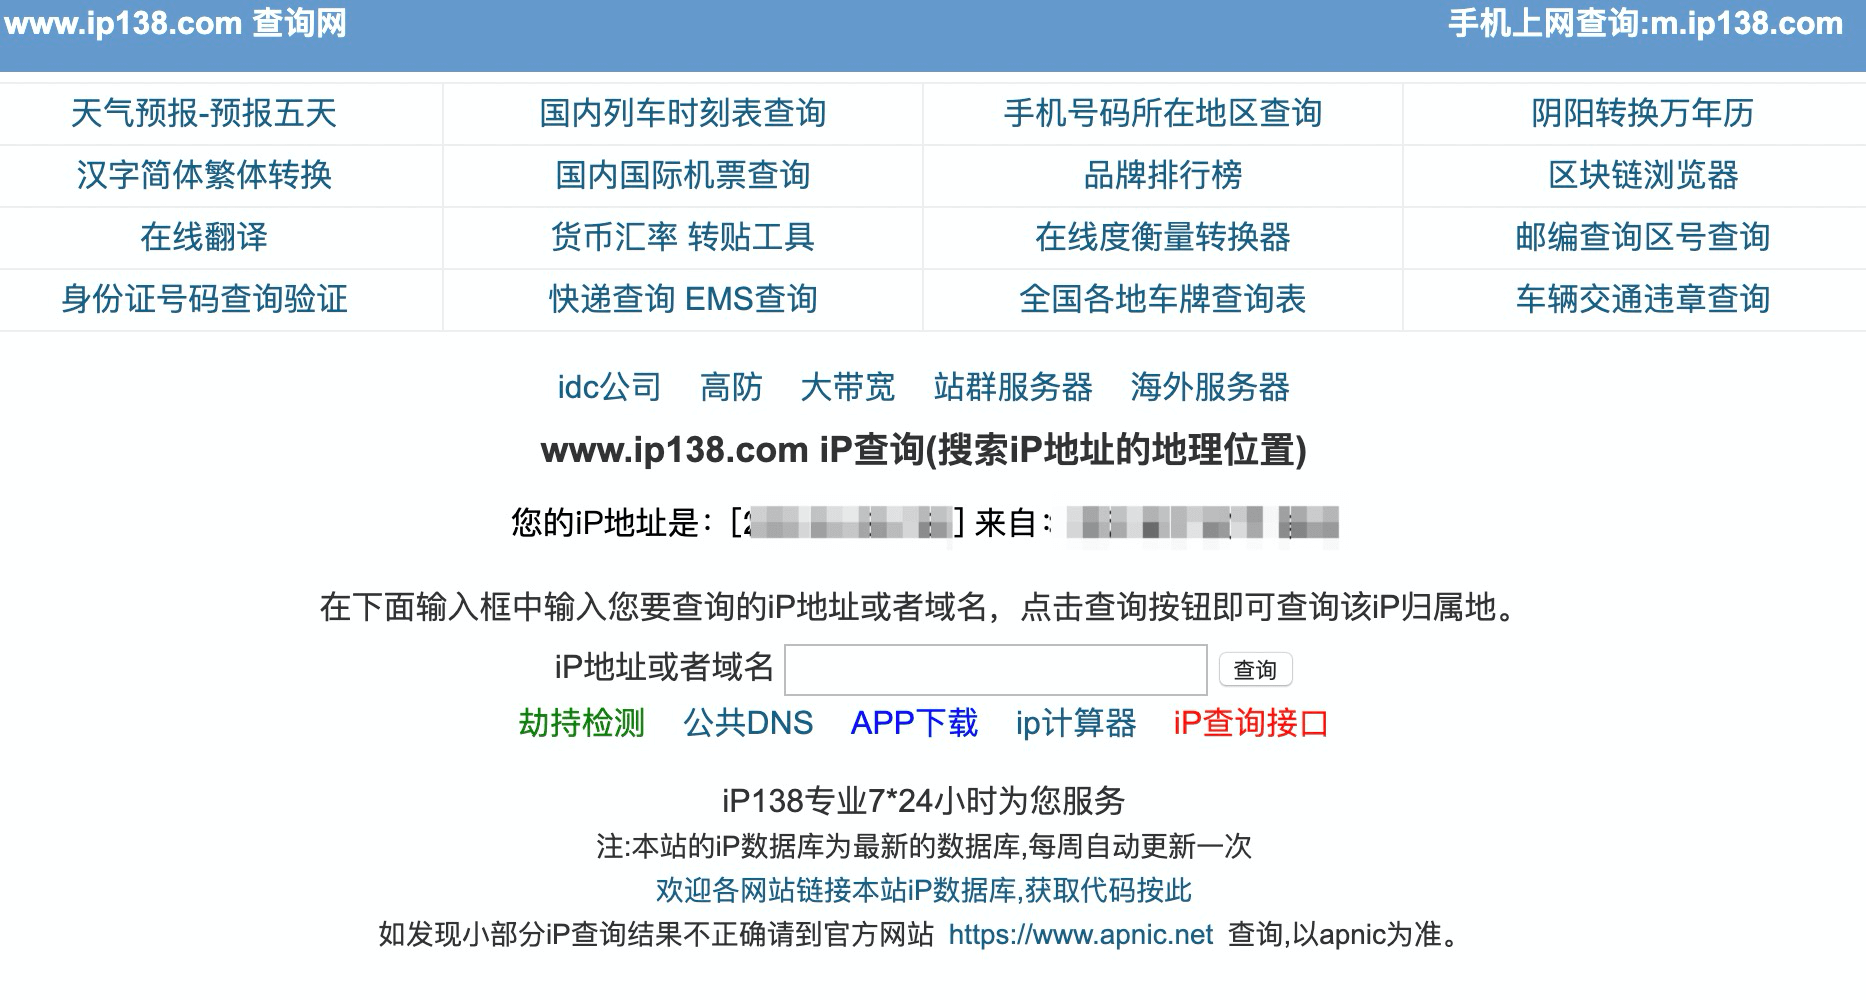 www.ip138.com 查询网 手机上网查询:m.ip138.com
天气预报-预报五天 国内列车时刻表查询 手机号码所在地区查询 阴阳转换万年历
汉字简体繁体转换 国内国际机票查询 品牌排行榜 区块链浏览器
在线翻译 货币汇率 转贴工具 在线度衡量转换器 邮编查询区号查询
身份证号码查询验证 快递查询 EMS查询 全国各地车牌查询表 车辆交通违章查询
idc公司 高防 大带宽 站群服务器 海外服务器
www.ip138.com iP查询(搜索iP地址的地理位置)
您的iP地址是：[ ] 来自：
在下面输入框中输入您要查询的iP地址或者域名，点击查询按钮即可查询该iP归属地。
iP地址或者域名 查询
劫持检测 公共DNS APP下载 ip计算器 iP查询接口
iP138专业7*24小时为您服务
注:本站的iP数据库为最新的数据库,每周自动更新一次
欢迎各网站链接本站iP数据库,获取代码按此
如发现小部分iP查询结果不正确请到官方网站 https://www.apnic.net 查询,以apnic为准。